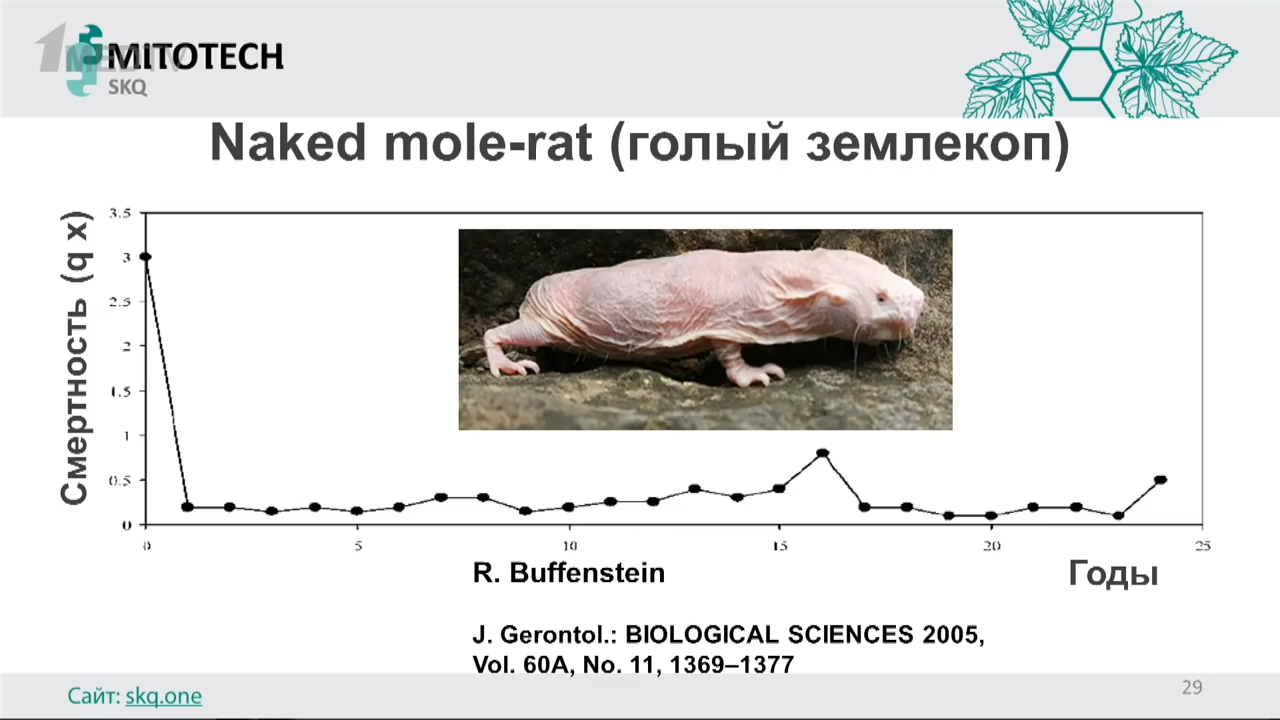 1MEDTV
MITOTECH
SKQ
Naked mole-rat (голый землекоп)
Смертность (q x)
3.5
3
2.5
2
1.5
1
0.5
0
0 5 10 15 20 25
Годы
R. Buffenstein
J. Gerontol.: BIOLOGICAL SCIENCES 2005,
Vol. 60A, No. 11, 1369–1377
Сайт: skq.one
29